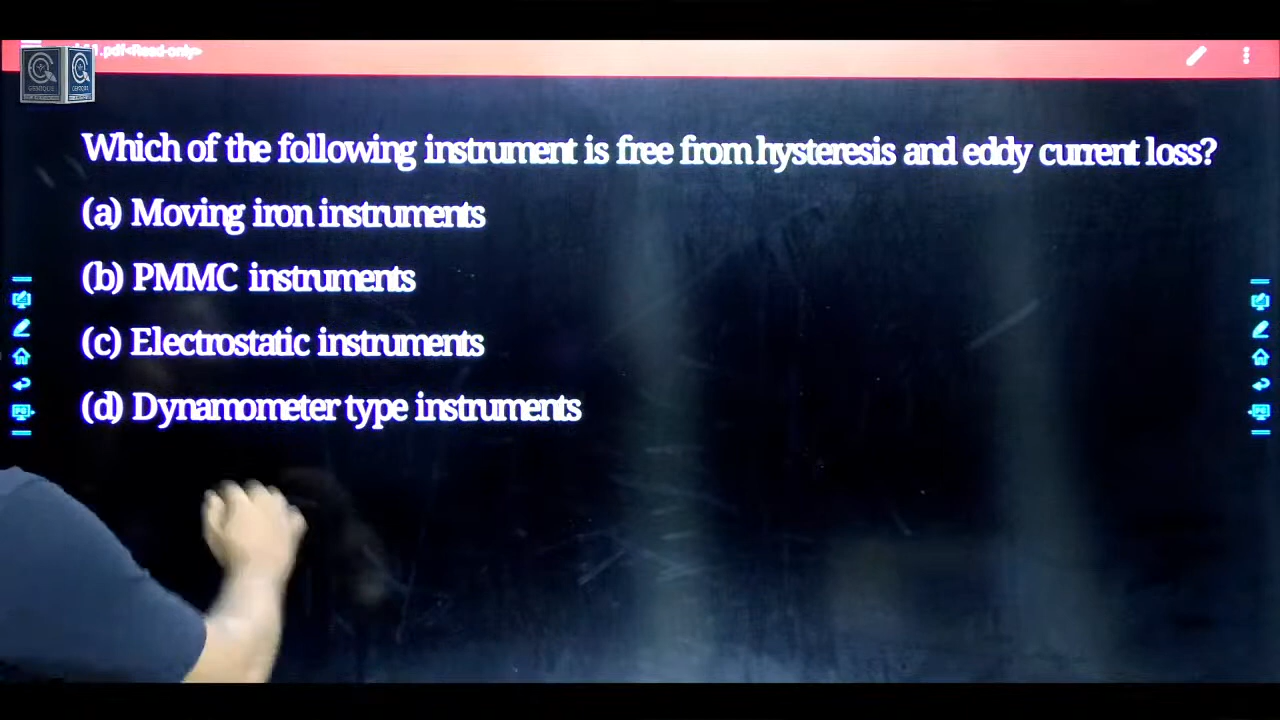 .pdf<Read-only>
Which of the following instrument is free from hysteresis and eddy current loss?
(a) Moving iron instruments
(b) PMMC instruments
(c) Electrostatic instruments
(d) Dynamometer type instruments